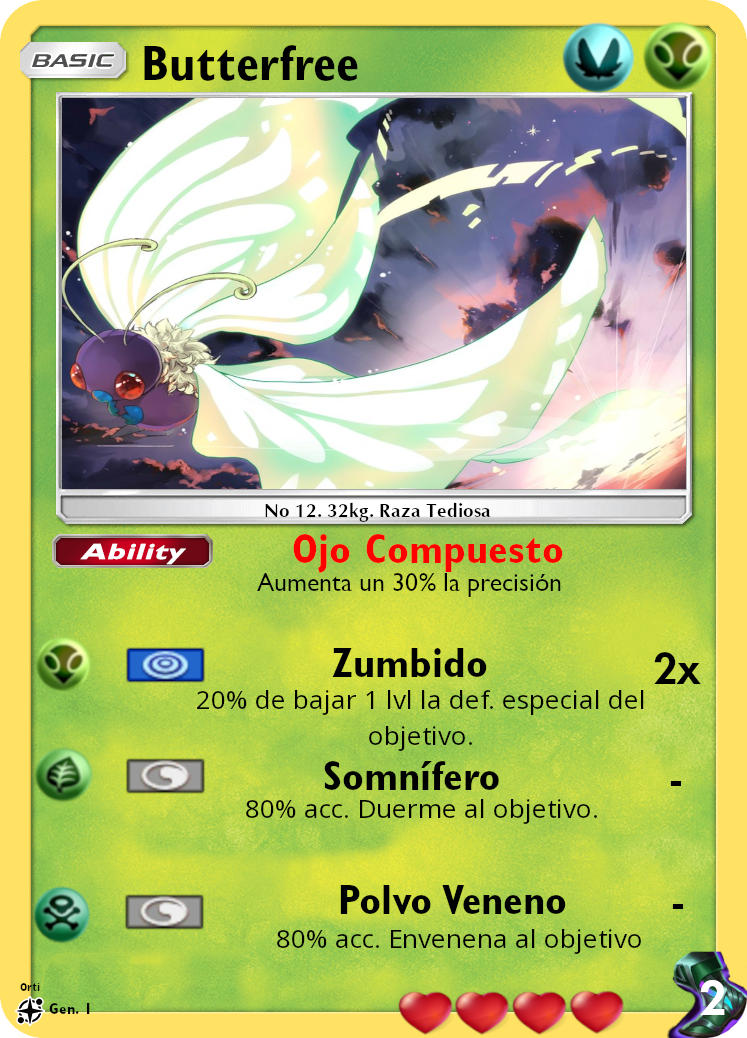 BASIC Butterfree
No 12. 32kg. Raza Tediosa
Ability Ojo Compuesto
Aumenta un 30% la precisión
Zumbido 2x
20% de bajar 1 lvl la def. especial del
objetivo.
Somnífero -
80% acc. Duerme al objetivo.
Polvo Veneno -
80% acc. Envenena al objetivo
Orti
Gen. I
2